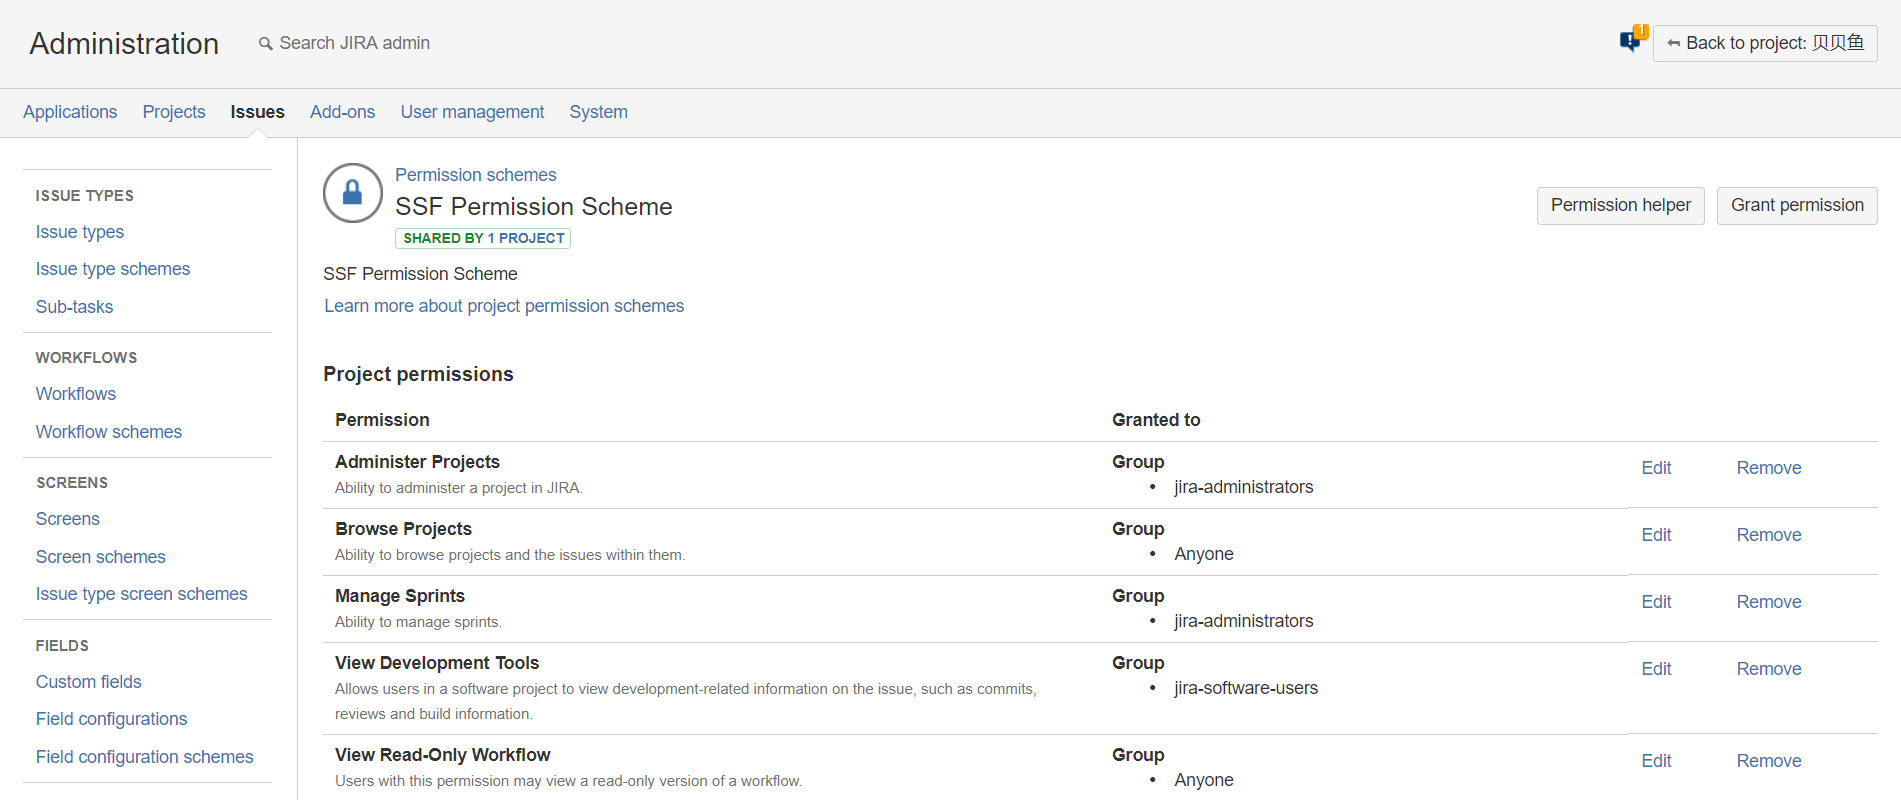 Administration
Search JIRA admin
1
Back to project: 贝贝鱼
Applications Projects Issues Add-ons User management System
ISSUE TYPES
Issue types
Issue type schemes
Sub-tasks
WORKFLOWS
Workflows
Workflow schemes
SCREENS
Screens
Screen schemes
Issue type screen schemes
FIELDS
Custom fields
Field configurations
Field configuration schemes
Permission schemes
SSF Permission Scheme
SHARED BY 1 PROJECT
Permission helper
Grant permission
SSF Permission Scheme
Learn more about project permission schemes
Project permissions
Permission Granted to
Administer Projects Group
Ability to administer a project in JIRA. • jira-administrators Edit Remove
Browse Projects Group
Ability to browse projects and the issues within them. • Anyone Edit Remove
Manage Sprints Group
Ability to manage sprints. • jira-administrators Edit Remove
View Development Tools Group
Allows users in a software project to view development-related information on the issue, such as commits, • jira-software-users Edit Remove
reviews and build information.
View Read-Only Workflow Group
Users with this permission may view a read-only version of a workflow. • Anyone Edit Remove